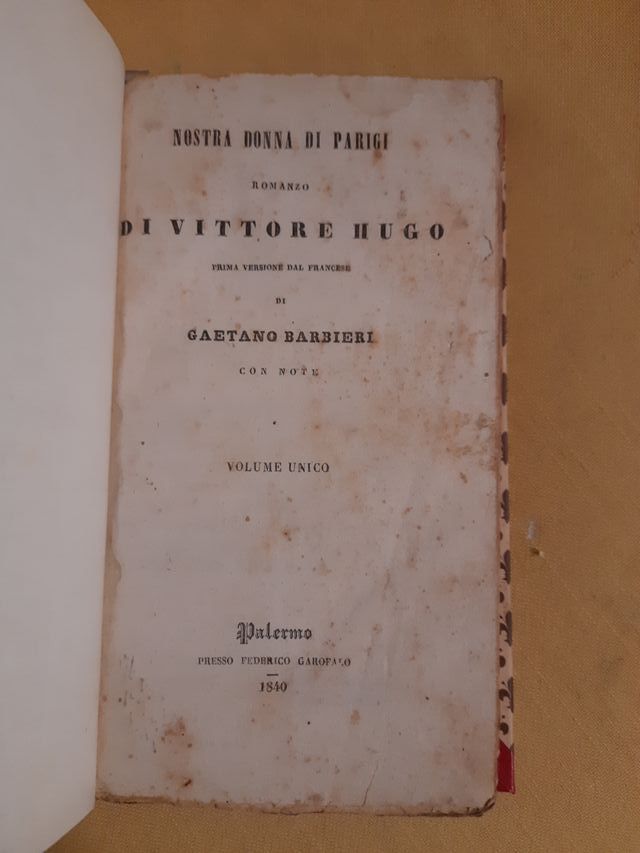 NOSTRA DONNA DI PARIGI
ROMANZO
DI VITTORE HUGO
PRIMA VERSIONE DAL FRANCESE
DI
GAETANO BARBIERI
CON NOTE
VOLUME UNICO
Palermo
PRESSO FEDERICO GAROFALO
1840